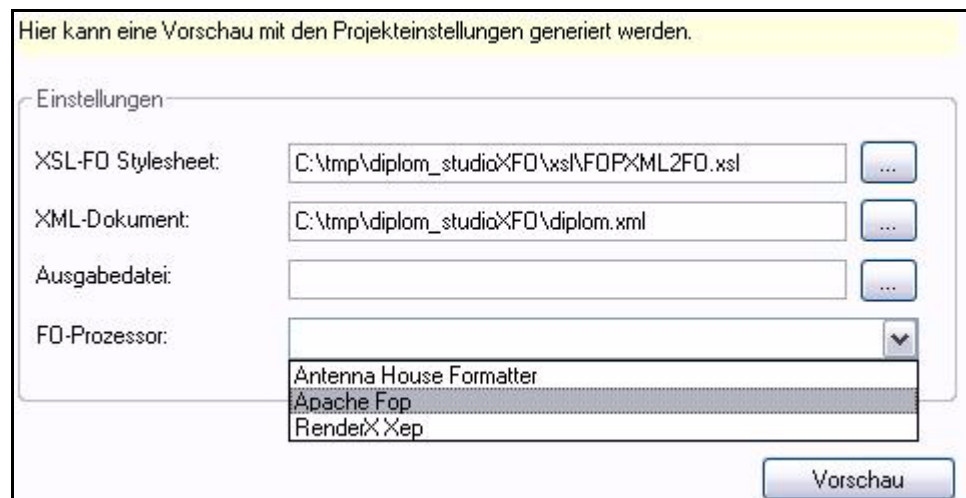 Hier kann eine Vorschau mit den Projekteinstellungen generiert werden.
Einstellungen
XSL-FO Stylesheet: C:\tmp\diplom_studioXFO\xsl\FOPXML2FO.xsl ...
XML-Dokument: C:\tmp\diplom_studioXFO\diplom.xml ...
Ausgabedatei: ...
FO-Prozessor:
Antenna House Formatter
Apache Fop
RenderX Xep
Vorschau